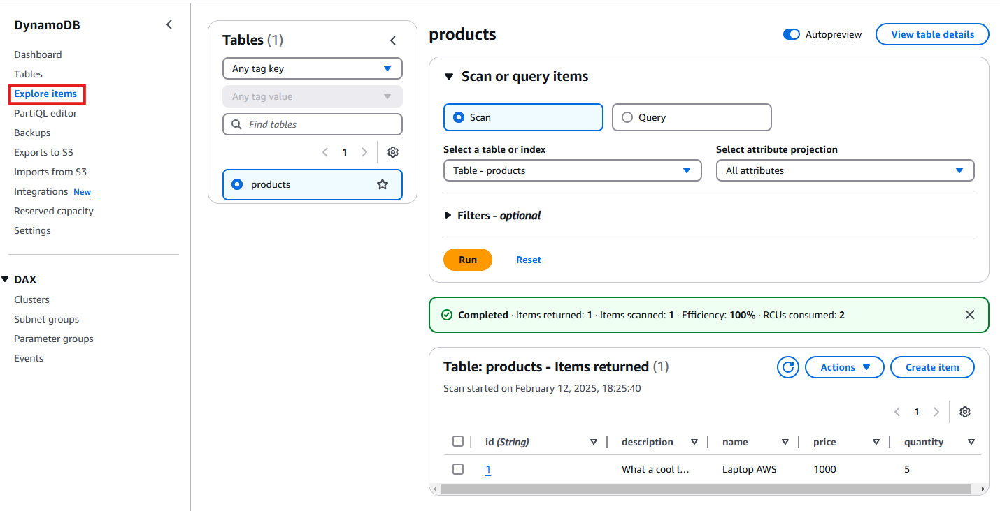 DynamoDB
Dashboard
Tables
Explore items
PartiQL editor
Backups
Exports to S3
Imports from S3
Integrations New
Reserved capacity
Settings
DAX
Clusters
Subnet groups
Parameter groups
Events
Tables (1)
Any tag key
Any tag value
Find tables
1
products
products
Autopreview
View table details
Scan or query items
Scan
Query
Select a table or index
Select attribute projection
Table - products
All attributes
Filters - optional
Run
Reset
Completed · Items returned: 1 · Items scanned: 1 · Efficiency: 100% · RCUs consumed: 2
Table: products - Items returned (1)
Actions
Create item
Scan started on February 12, 2025, 18:25:40
1
id (String) description name price quantity
1 What a cool l… Laptop AWS 1000 5